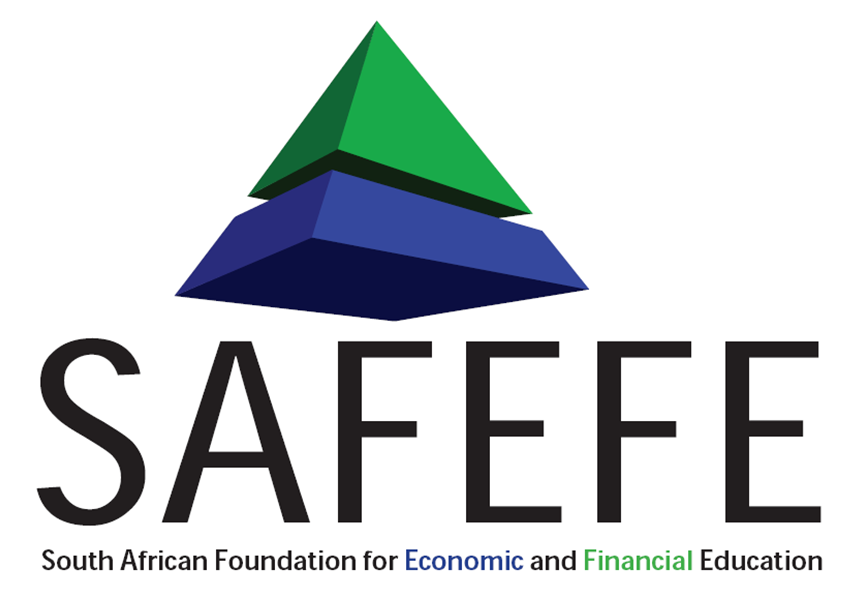 SAFEFE
South African Foundation for Economic and Financial Education